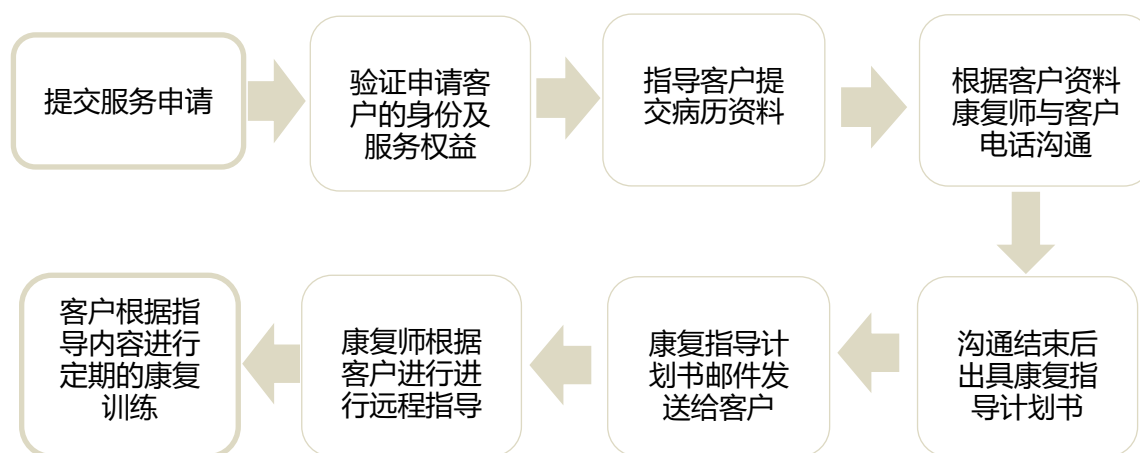 提交服务申请
验证申请客
户的身份及
服务权益
指导客户提
交病历资料
根据客户资料
康复师与客户
电话沟通
沟通结束后
出具康复指
导计划书
康复指导计
划书邮件发
送给客户
康复师根据
客户进行进
行远程指导
客户根据指
导内容进行
定期的康复
训练